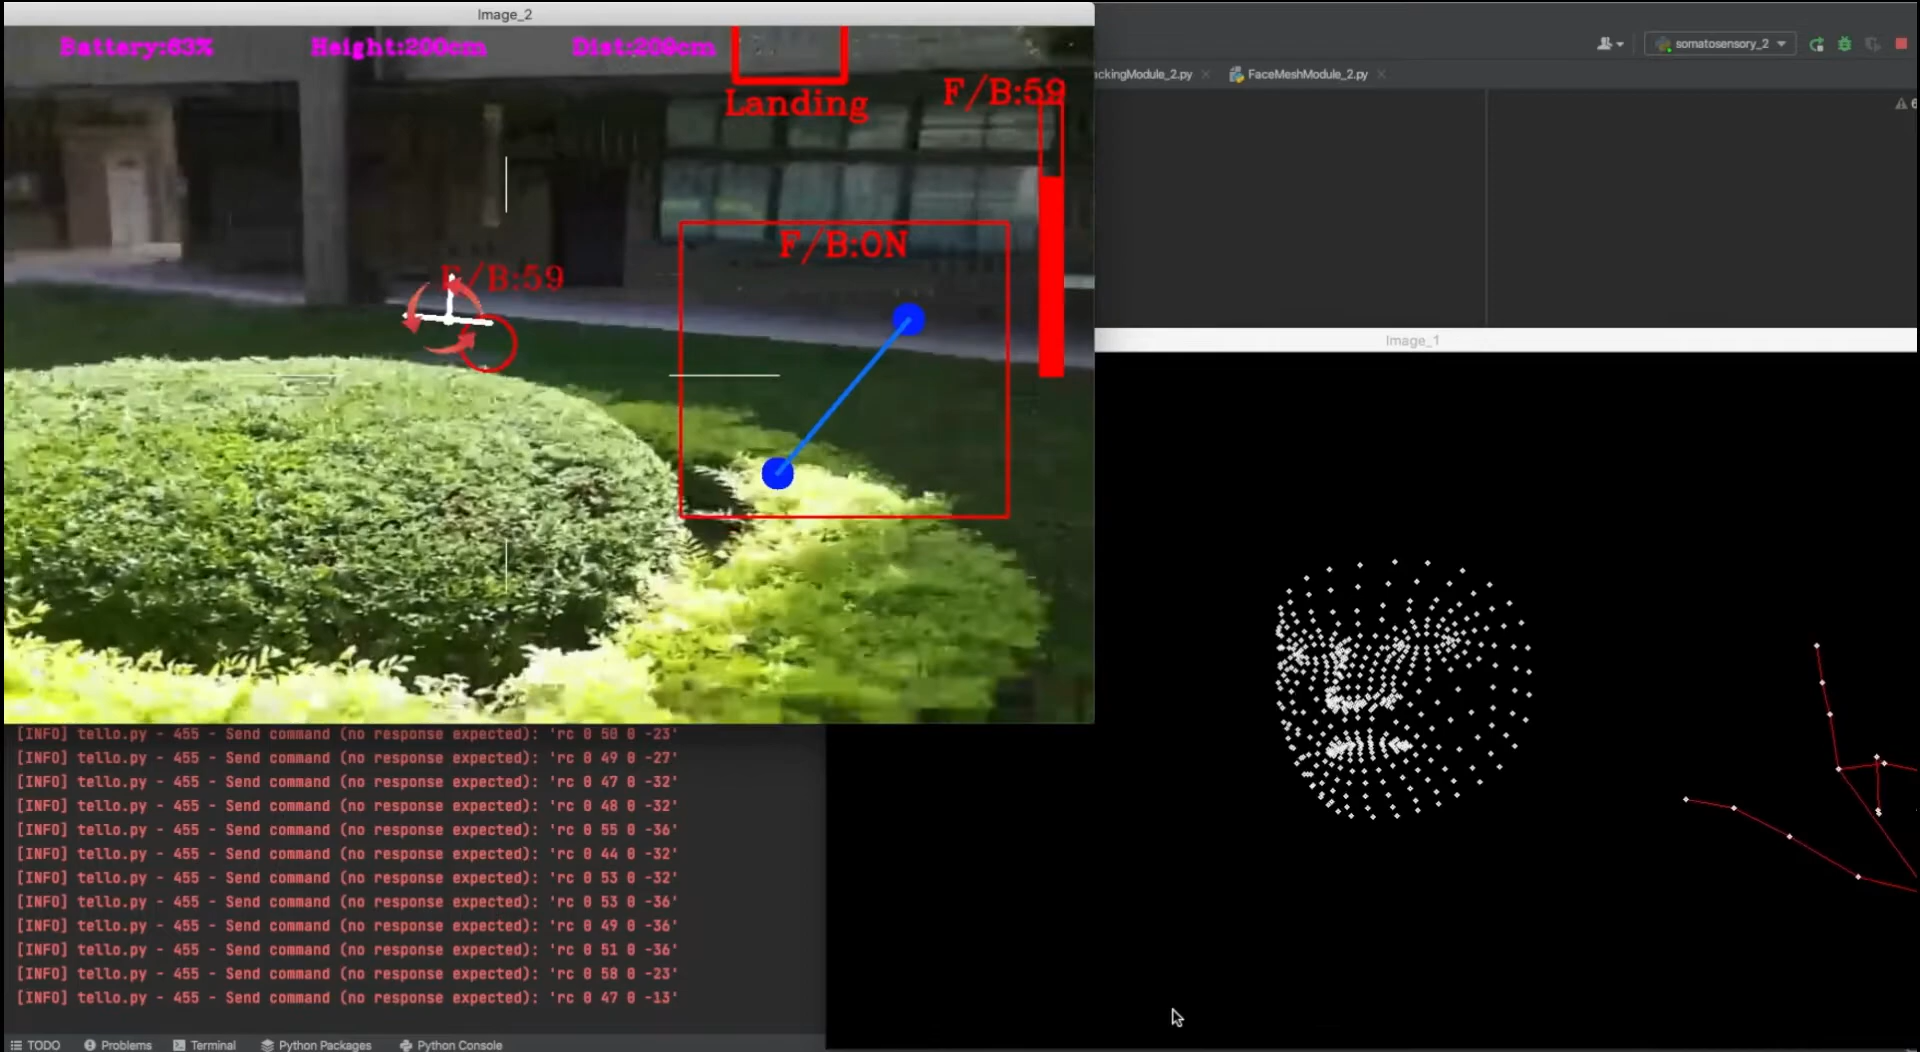 Image_2
Battery:63%
Height:200cm
Dist:209cm
Landing
F/B:59
F/B:ON
F/B:59
somatosensory_2
ackingModule_2.py
FaceMeshModule_2.py
6
Image_1
[INFO] tello.py - 455 - Send command (no response expected): 'rc 0 50 0 -23'
[INFO] tello.py - 455 - Send command (no response expected): 'rc 0 49 0 -27'
[INFO] tello.py - 455 - Send command (no response expected): 'rc 0 47 0 -32'
[INFO] tello.py - 455 - Send command (no response expected): 'rc 0 48 0 -32'
[INFO] tello.py - 455 - Send command (no response expected): 'rc 0 55 0 -36'
[INFO] tello.py - 455 - Send command (no response expected): 'rc 0 44 0 -32'
[INFO] tello.py - 455 - Send command (no response expected): 'rc 0 53 0 -32'
[INFO] tello.py - 455 - Send command (no response expected): 'rc 0 53 0 -36'
[INFO] tello.py - 455 - Send command (no response expected): 'rc 0 49 0 -36'
[INFO] tello.py - 455 - Send command (no response expected): 'rc 0 51 0 -36'
[INFO] tello.py - 455 - Send command (no response expected): 'rc 0 58 0 -23'
[INFO] tello.py - 455 - Send command (no response expected): 'rc 0 47 0 -13'
TODO
Problems
Terminal
Python Packages
Python Console